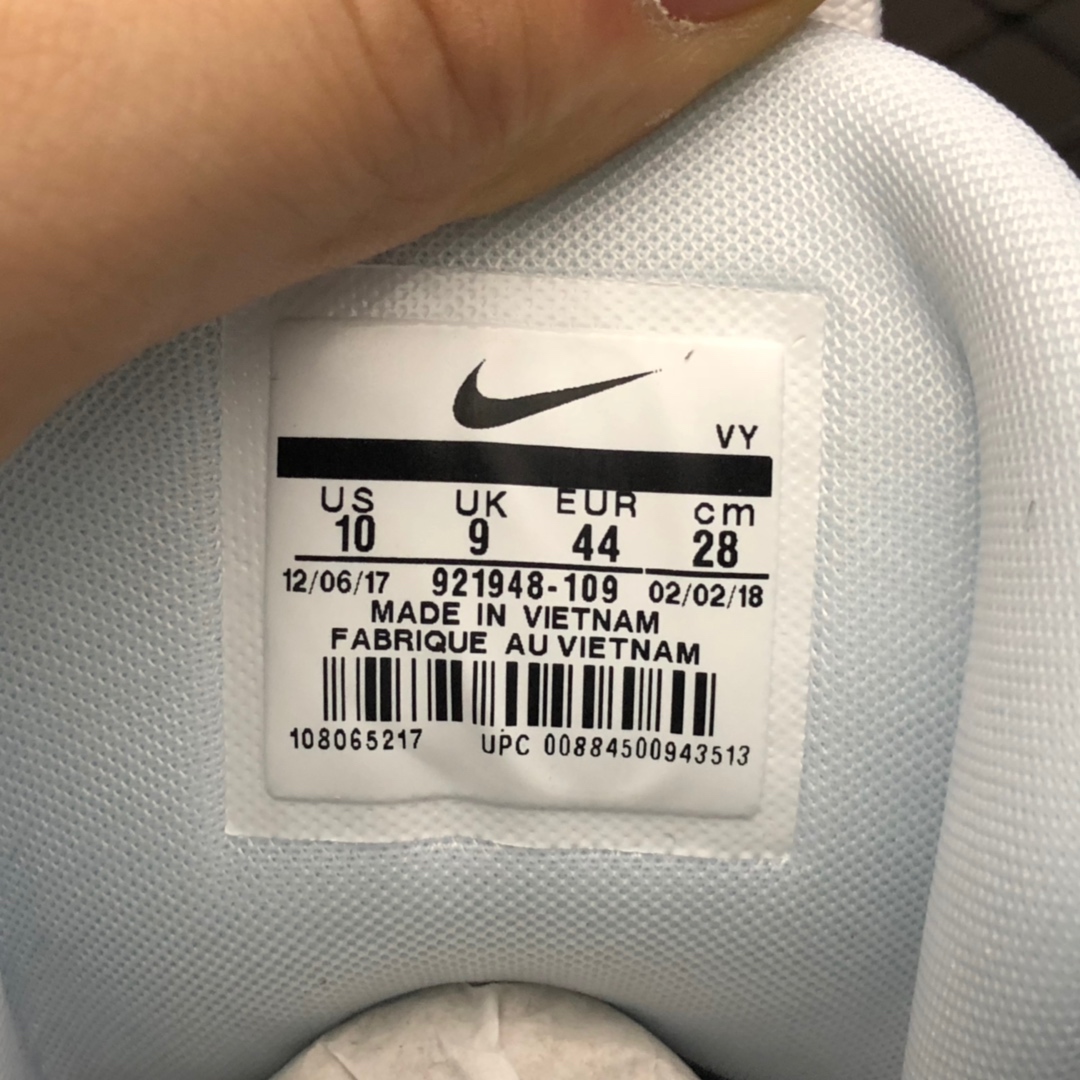 VY
US UK EUR cm
10 9 44 28
12/06/17 921948-109 02/02/18
MADE IN VIETNAM
FABRIQUE AU VIETNAM
108065217 UPC 00884500943513